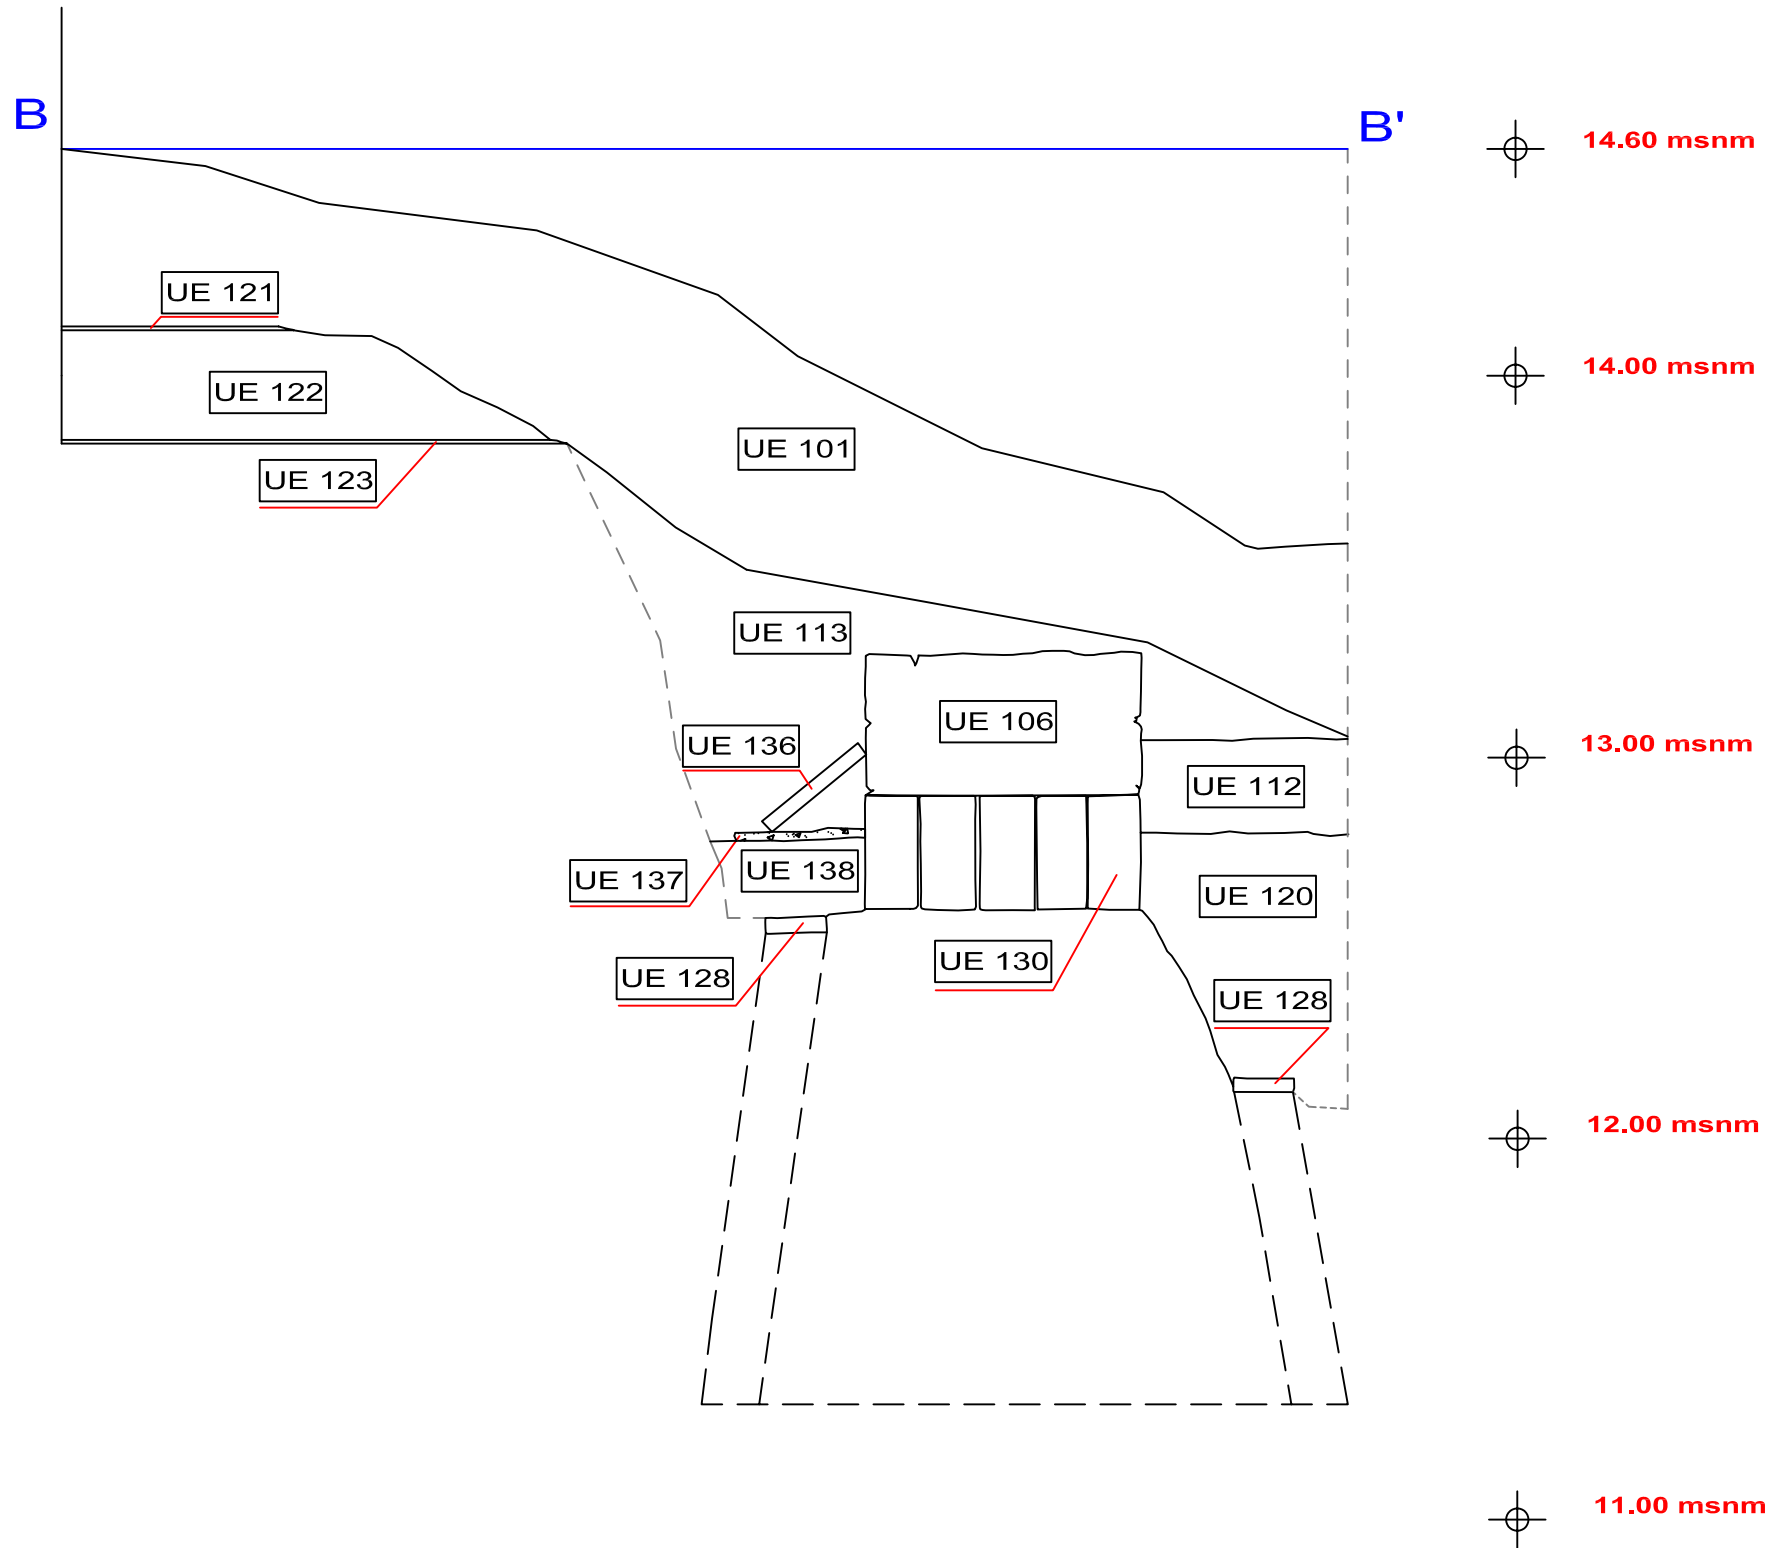 B
B'
14.60 msnm
UE 121
14.00 msnm
UE 122
UE 101
UE 123
UE 113
UE 106
UE 136
13.00 msnm
UE 112
UE 138
UE 137
UE 120
UE 130
UE 128
UE 128
12.00 msnm
11.00 msnm